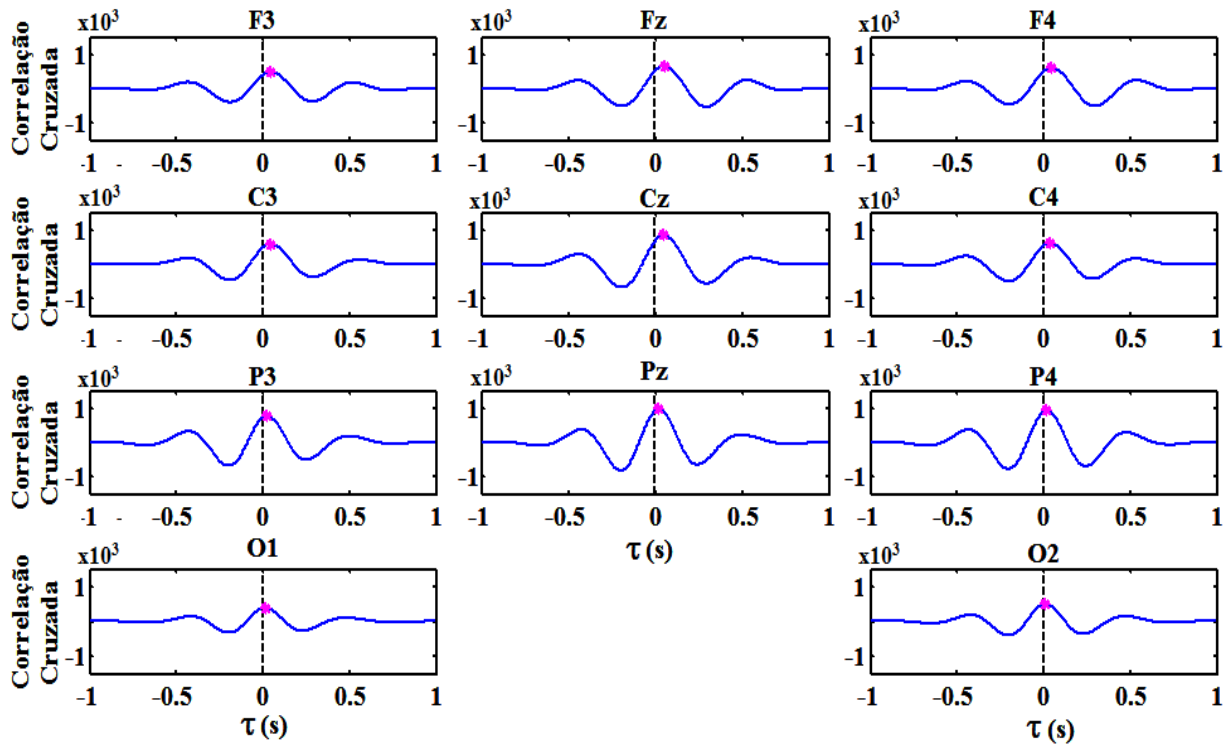 x10³ F3 x10³ Fz x10³ F4
Correlação
Cruzada
1 1 1
-1 -1 -1
-1 - -0.5 0 0.5 1 -1 -0.5 0 0.5 1 -1 -0.5 0 0.5 1
x10³ C3 x10³ Cz x10³ C4
Correlação
Cruzada
1 1 1
-1 -1 -1
-1 - -0.5 0 0.5 1 -1 -0.5 0 0.5 1 -1 -0.5 0 0.5 1
x10³ P3 x10³ Pz x10³ P4
Correlação
Cruzada
1 1 1
-1 -1 -1
-1 - -0.5 0 0.5 1 -1 -0.5 0 0.5 1 -1 -0.5 0 0.5 1
τ (s)
x10³ O1 x10³ O2
Correlação
Cruzada
1 1
-1 -1
-1 -0.5 0 0.5 1 -1 -0.5 0 0.5 1
τ (s) τ (s)